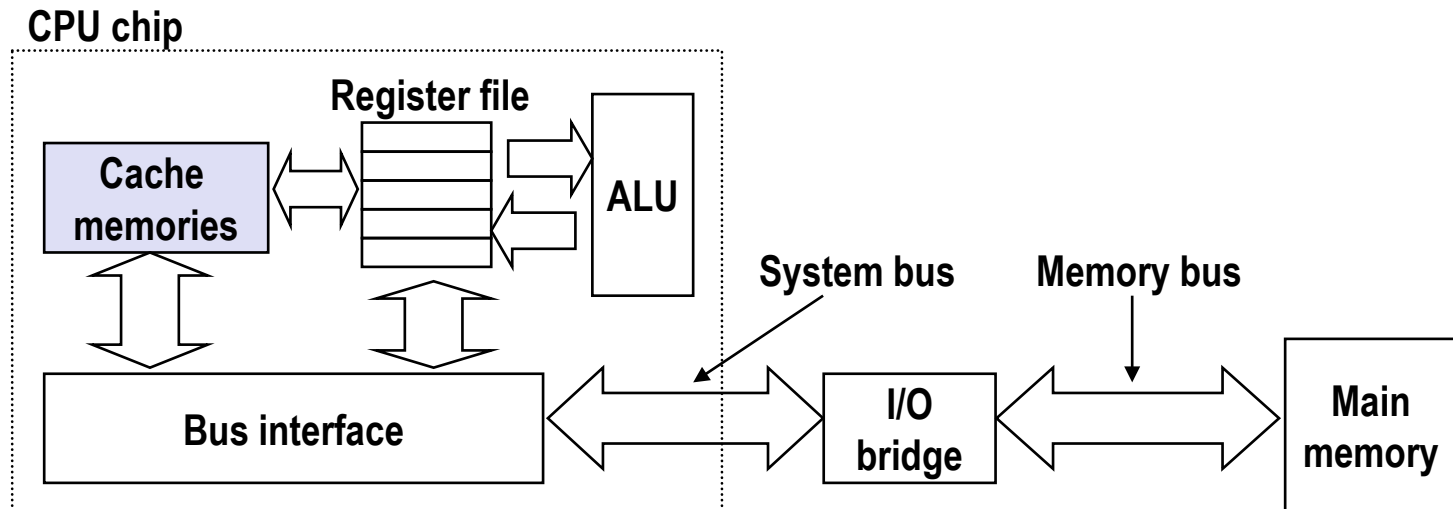 CPU chip
Register file
Cache
memories
ALU
System bus
Memory bus
Bus interface
I/O
bridge
Main
memory